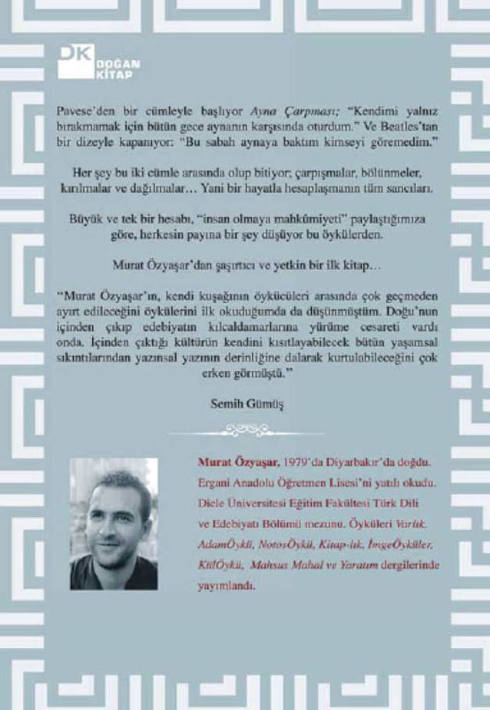 DK
DOĞAN
KİTAP
Pavese'den bir cümleyle başlıyor Ayna Çarpması; “Kendimi yalnız
bırakmamak için bütün gece aynanın karşısında oturdum.” Ve Beatles'tan
bir dizeyle kapanıyor: “Bu sabah aynaya baktım kimseyi göremedim.”
Her şey bu iki cümle arasında olup bitiyor; çarpışmalar, bölünmeler,
kırılmalar ve dağılmalar… Yani bir hayatla hesaplaşmanın tüm sancıları.
Büyük ve tek bir hesabı, “insan olmaya mahkûmiyeti” paylaştığımıza
göre, herkesin payına bir şey düşüyor bu öykülerden.
Murat Özyaşar'dan şaşırtıcı ve yetkin bir ilk kitap…
“Murat Özyaşar'ın, kendi kuşağının öykücüleri arasında çok geçmeden
ayırt edileceğini öykülerini ilk okuduğumda da düşünmüştüm. Doğu'nun
içinden çıkıp edebiyatın kılcaldamarlarına yürüme cesareti vardı
onda. İçinden çıktığı kültürün kendini kısıtlayabilecek bütün yaşamsal
sıkıntılarından yazınsal yazının derinliğine dalarak kurtulabileceğini çok
erken görmüştü.”
Semih Gümüş
Murat Özyaşar, 1979'da Diyarbakır'da doğdu.
Ergani Anadolu Öğretmen Lisesi'ni yatılı okudu.
Dicle Üniversitesi Eğitim Fakültesi Türk Dili
ve Edebiyatı Bölümü mezunu. Öyküleri Varlık,
AdamÖykü, NotosÖykü, Kitap-lık, İmgeÖyküler,
KülÖykü, Mahsus Mahal ve Yaratım dergilerinde
yayımlandı.